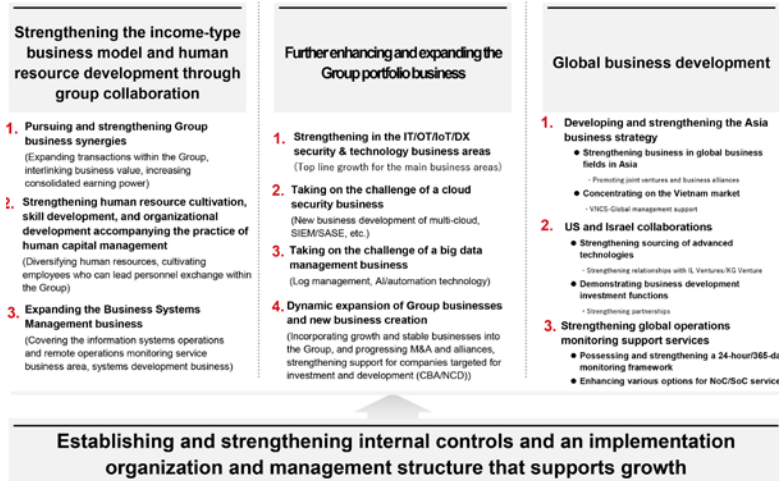 Strengthening the income-type
business model and human
resource development through
group collaboration
1. Pursuing and strengthening Group
business synergies
(Expanding transactions within the Group,
interlinking business value, increasing
consolidated earning power)
2. Strengthening human resource cultivation,
skill development, and organizational
development accompanying the practice of
human capital management
(Diversifying human resources, cultivating
employees who can lead personnel exchange within
the Group)
3. Expanding the Business Systems
Management business
(Covering the information systems operations
and remote operations monitoring service
business area, systems development business)
Further enhancing and expanding the
Group portfolio business
1. Strengthening in the IT/OT/IoT/DX
security & technology business areas
(Top line growth for the main business areas)
2. Taking on the challenge of a cloud
security business
(New business development of multi-cloud,
SIEM/SASE, etc.)
3. Taking on the challenge of a big data
management business
(Log management, AI/automation technology)
4. Dynamic expansion of Group businesses
and new business creation
(Incorporating growth and stable businesses into
the Group, and progressing M&A and alliances,
strengthening support for companies targeted for
investment and development (CBA/NCD))
Global business development
1. Developing and strengthening the Asia
business strategy
● Strengthening business in global business
fields in Asia
- Promoting joint ventures and business alliances
● Concentrating on the Vietnam market
- VNCS-Global management support
2. US and Israel collaborations
● Strengthening sourcing of advanced
technologies
- Strengthening relationships with IL Ventures/KG Venture
● Demonstrating business development
investment functions
- Strengthening partnerships
3. Strengthening global operations
monitoring support services
● Possessing and strengthening a 24-hour/365-da
monitoring framework
● Enhancing various options for NoC/SoC service
Establishing and strengthening internal controls and an implementation
organization and management structure that supports growth